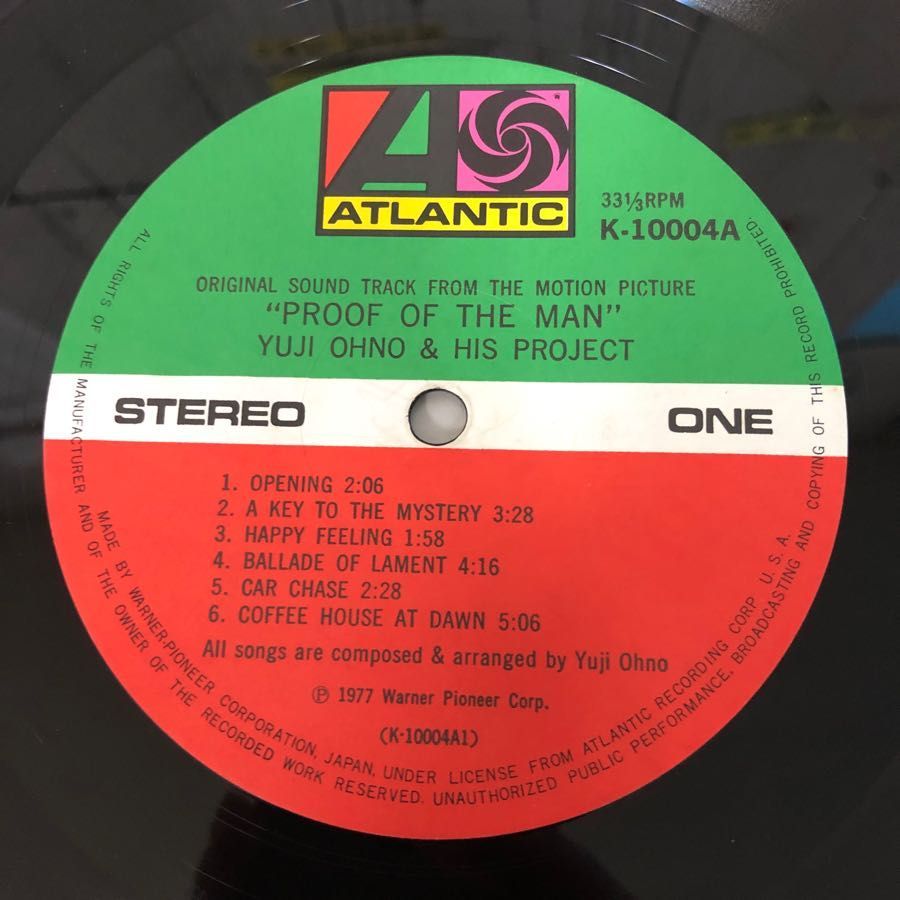 ATLANTIC
33⅓RPM
K-10004A
ORIGINAL SOUND TRACK FROM THE MOTION PICTURE
"PROOF OF THE MAN"
YUJI OHNO & HIS PROJECT
STEREO
ONE
1. OPENING 2:06
2. A KEY TO THE MYSTERY 3:28
3. HAPPY FEELING 1:58
4. BALLADE OF LAMENT 4:16
5. CAR CHASE 2:28
6. COFFEE HOUSE AT DAWN 5:06
All songs are composed & arranged by Yuji Ohno
Ⓟ 1977 Warner Pioneer Corp.
(K-10004A1)
MADE BY WARNER-PIONEER CORPORATION, JAPAN, UNDER LICENSE FROM ATLANTIC RECORDING CORP. U. S. A.
ALL RIGHTS OF THE MANUFACTURER AND OF THE OWNER OF THE RECORDED WORK RESERVED. UNAUTHORIZED PUBLIC PERFORMANCE, BROADCASTING AND COPYING OF THIS RECORD PROHIBITED.